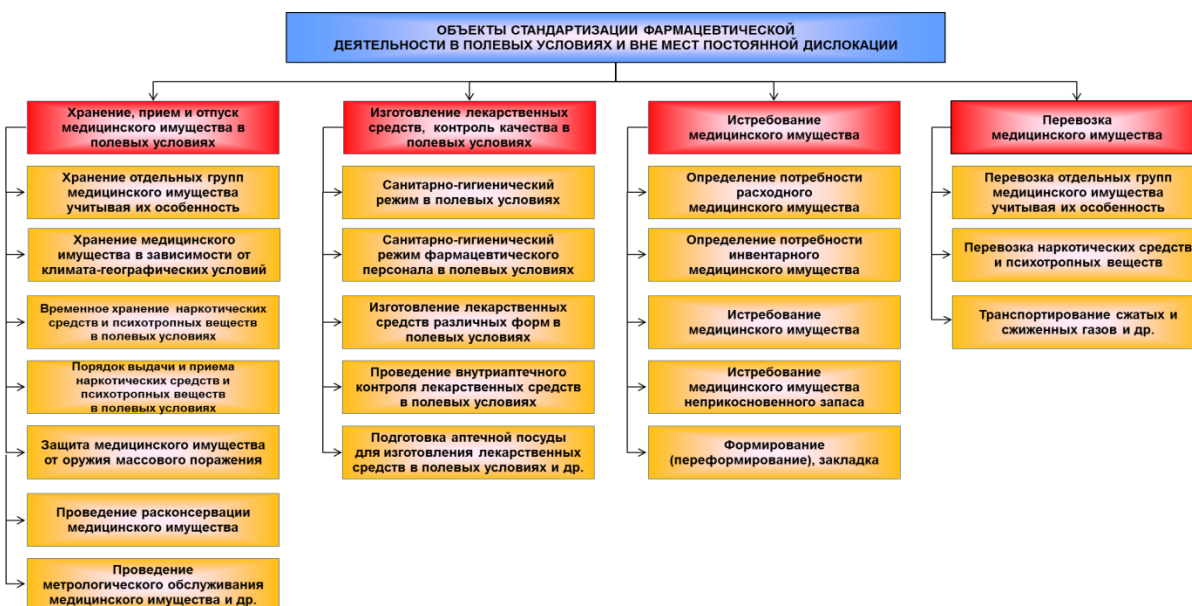 ОБЪЕКТЫ СТАНДАРТИЗАЦИИ ФАРМАЦЕВТИЧЕСКОЙ
ДЕЯТЕЛЬНОСТИ В ПОЛЕВЫХ УСЛОВИЯХ И ВНЕ МЕСТ ПОСТОЯННОЙ ДИСЛОКАЦИИ
Хранение, прием и отпуск
медицинского имущества в
полевых условиях
Хранение отдельных групп
медицинского имущества
учитывая их особенность
Хранение медицинского
имущества в зависимости от
климата-географических условий
Временное хранение наркотических
средств и психотропных веществ
в полевых условиях
Порядок выдачи и приема
наркотических средств и
психотропных веществ
в полевых условиях
Защита медицинского имущества
от оружия массового поражения
Проведение расконсервации
медицинского имущества
Проведение
метрологического обслуживания
медицинского имущества и др.
Изготовление лекарственных
средств, контроль качества в
полевых условиях
Санитарно-гигиенический
режим в полевых условиях
Санитарно-гигиенический
режим фармацевтического
персонала в полевых условиях
Изготовление лекарственных
средств различных форм в
полевых условиях
Проведение внутриаптечного
контроля лекарственных средств
в полевых условиях
Подготовка аптечной посуды
для изготовления лекарственных
средств в полевых условиях и др.
Истребование
медицинского имущества
Определение потребности
расходного
медицинского имущества
Определение потребности
инвентарного
медицинского имущества
Истребование
медицинского имущества
Истребование
медицинского имущества
неприкосновенного запаса
Формирование
(переформирование), закладка
Перевозка
медицинского имущества
Перевозка отдельных групп
медицинского имущества
учитывая их особенность
Перевозка наркотических средств
и психотропных веществ
Транспортирование сжатых и
сжиженных газов и др.